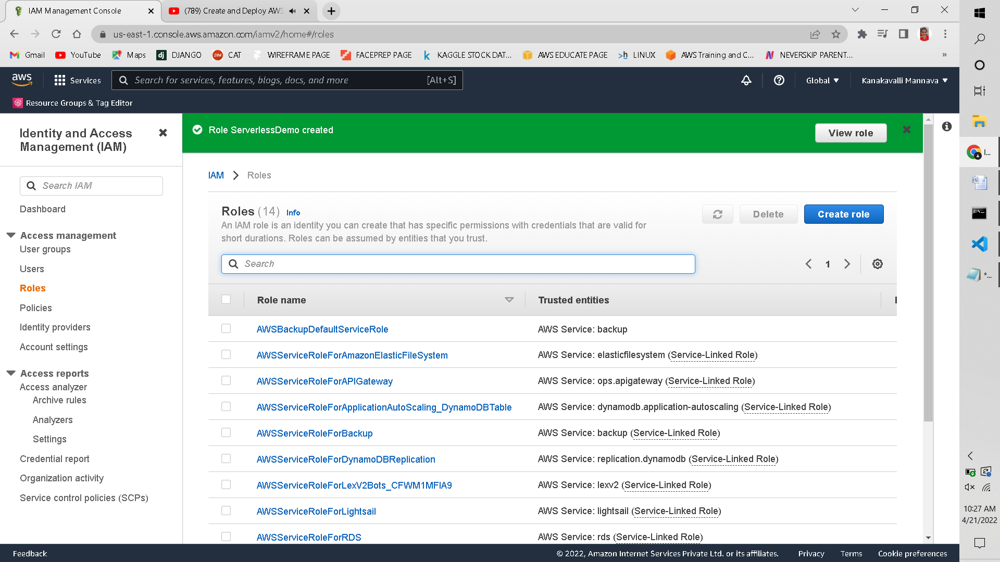 IAM Management Console
(789) Create and Deploy AWS
us-east-1.console.aws.amazon.com/iamv2/home#/roles
Gmail
YouTube
Maps
dj
DJANGO
CAT
WIREFRAME PAGE
FACEPREP PAGE
KAGGLE STOCK DAT...
AWS EDUCATE PAGE
LINUX
AWS Training and C...
NEVERSKIP PARENT...
»
aws
Services
Search for services, features, blogs, docs, and more
[Alt+S]
Global
Kanakavalli Mannava
Resource Groups & Tag Editor
Identity and Access
Management (IAM)
Search IAM
Dashboard
Access management
User groups
Users
Roles
Policies
Identity providers
Account settings
Access reports
Access analyzer
Archive rules
Analyzers
Settings
Credential report
Organization activity
Service control policies (SCPs)
Role ServerlessDemo created
View role
IAM
Roles
Roles (14) Info
An IAM role is an identity you can create that has specific permissions with credentials that are valid for
short durations. Roles can be assumed by entities that you trust.
Delete
Create role
Search
1
Role name
Trusted entities
AWSBackupDefaultServiceRole
AWS Service: backup
AWSServiceRoleForAmazonElasticFileSystem
AWS Service: elasticfilesystem (Service-Linked Role)
AWSServiceRoleForAPIGateway
AWS Service: ops.apigateway (Service-Linked Role)
AWSServiceRoleForApplicationAutoScaling_DynamoDBTable
AWS Service: dynamodb.application-autoscaling (Service-Linked Role)
AWSServiceRoleForBackup
AWS Service: backup (Service-Linked Role)
AWSServiceRoleForDynamoDBReplication
AWS Service: replication.dynamodb (Service-Linked Role)
AWSServiceRoleForLexV2Bots_CFWM1MFIA9
AWS Service: lexv2 (Service-Linked Role)
AWSServiceRoleForLightsail
AWS Service: lightsail (Service-Linked Role)
AWSServiceRoleForRDS
AWS Service: rds (Service-Linked Role)
Feedback
© 2022, Amazon Internet Services Private Ltd. or its affiliates.
Privacy
Terms
Cookie preferences
I...
*...
10:27 AM
4/21/2022